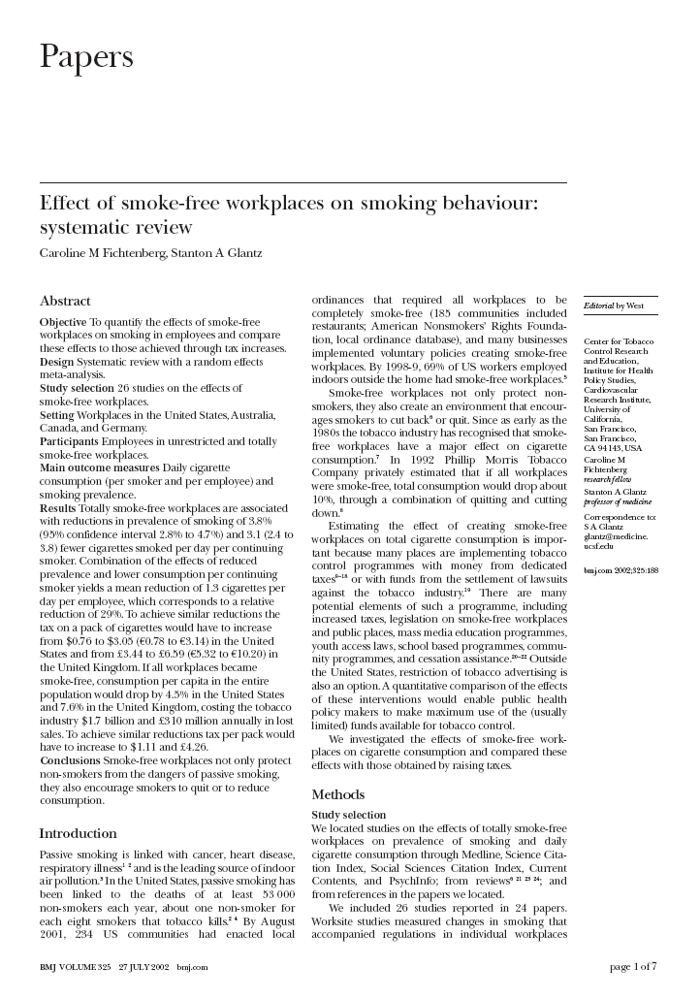 Papers
Effect of smoke-free workplaces on smoking behaviour:
systematic review
Caroline M Fichtenberg, Stanton A Glantz
Abstract
Objective To quantify the effects of smoke-free
workplaces on smoking in employees and compare
these effects to those achieved through tax increases.
Design Systematic review with a random effects
meta-analysis.
Study selection 26 studies on the effects of
smoke-free workplaces.
Setting Workplaces in the United States, Australia,
Canada, and Germany.
Participants Employees in unrestricted and totally
smoke-free workplaces.
Main outcome measures Daily cigarette
consumption (per smoker and per employee) and
smoking prevalence.
Results Totally smoke-free workplaces are associated
with reductions in prevalence of smoking of 3.8%
(95% confidence interval 2.8% to 4.7%) and 3.1 (2.4 to
3.8) fewer cigarettes smoked per day per continuing
smoker. Combination of the effects of reduced
prevalence and lower consumption per continuing
smoker yields a mean reduction of 1.3 cigarettes per
day per employee, which corresponds to a relative
reduction of 29%. To achieve similar reductions the
tax on a pack of cigarettes would have to increase
from $0.76 to $3.05 (€0.78 to €3.14) in the United
States and from £3.44 to £6.59 (€5.32 to €10.20) in
the United Kingdom. If all workplaces became
smoke-free, consumption per capita in the entire
population would drop by 4.5% in the United States
and 7.6% in the United Kingdom, costing the tobacco
industry $1.7 billion and £310 million annually in lost
sales. To achieve similar reductions tax per pack would
have to increase to $1.11 and £4.26.
Conclusions Smoke-free workplaces not only protect
non-smokers from the dangers of passive smoking,
they also encourage smokers to quit or to reduce
consumption.
Introduction
Passive smoking is linked with cancer, heart disease,
respiratory illness¹ ² and is the leading source of indoor
air pollution.³ In the United States, passive smoking has
been linked to the deaths of at least 53 000
non-smokers each year, about one non-smoker for
each eight smokers that tobacco kills.² ⁴ By August
2001, 234 US communities had enacted local
ordinances that required all workplaces to be
completely smoke-free (185 communities included
restaurants; American Nonsmokers' Rights Founda-
tion, local ordinance database), and many businesses
implemented voluntary policies creating smoke-free
workplaces. By 1998-9, 69% of US workers employed
indoors outside the home had smoke-free workplaces.⁵
Smoke-free workplaces not only protect non-
smokers, they also create an environment that encour-
ages smokers to cut back⁶ or quit. Since as early as the
1980s the tobacco industry has recognised that smoke-
free workplaces have a major effect on cigarette
consumption.⁷ In 1992 Phillip Morris Tobacco
Company privately estimated that if all workplaces
were smoke-free, total consumption would drop about
10%, through a combination of quitting and cutting
down.⁸
Estimating the effect of creating smoke-free
workplaces on total cigarette consumption is impor-
tant because many places are implementing tobacco
control programmes with money from dedicated
taxes⁹⁻¹⁸ or with funds from the settlement of lawsuits
against the tobacco industry.¹⁹ There are many
potential elements of such a programme, including
increased taxes, legislation on smoke-free workplaces
and public places, mass media education programmes,
youth access laws, school based programmes, commu-
nity programmes, and cessation assistance.²⁰⁻²² Outside
the United States, restriction of tobacco advertising is
also an option. A quantitative comparison of the effects
of these interventions would enable public health
policy makers to make maximum use of the (usually
limited) funds available for tobacco control.
We investigated the effects of smoke-free work-
places on cigarette consumption and compared these
effects with those obtained by raising taxes.
Methods
Study selection
We located studies on the effects of totally smoke-free
workplaces on prevalence of smoking and daily
cigarette consumption through Medline, Science Cita-
tion Index, Social Sciences Citation Index, Current
Contents, and PsychInfo; from reviews⁶ ²¹ ²³ ²⁴; and
from references in the papers we located.
We included 26 studies reported in 24 papers.
Worksite studies measured changes in smoking that
accompanied regulations in individual workplaces
Editorial by West
Center for Tobacco
Control Research
and Education,
Institute for Health
Policy Studies,
Cardiovascular
Research Institute,
University of
California,
San Francisco,
San Francisco,
CA 94143, USA
Caroline M
Fichtenberg
research fellow
Stanton A Glantz
professor of medicine
Correspondence to:
S A Glantz
glantz@medicine.
ucsf.edu
bmj.com 2002;325:188
BMJ VOLUME 325 27 JULY 2002 bmj.com
page 1 of 7